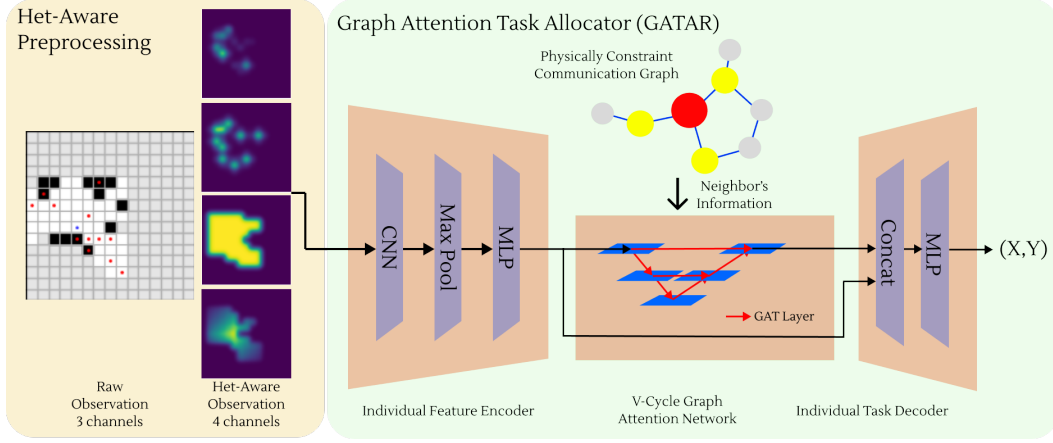 Het-Aware
Preprocessing
Raw
Observation
3 channels
Het-Aware
Observation
4 channels
Graph Attention Task Allocator (GATAR)
Physically Constraint
Communication Graph
Neighbor's
Information
CNN
Max Pool
MLP
GAT Layer
Concat
MLP
(X,Y)
Individual Feature Encoder
V-Cycle Graph
Attention Network
Individual Task Decoder